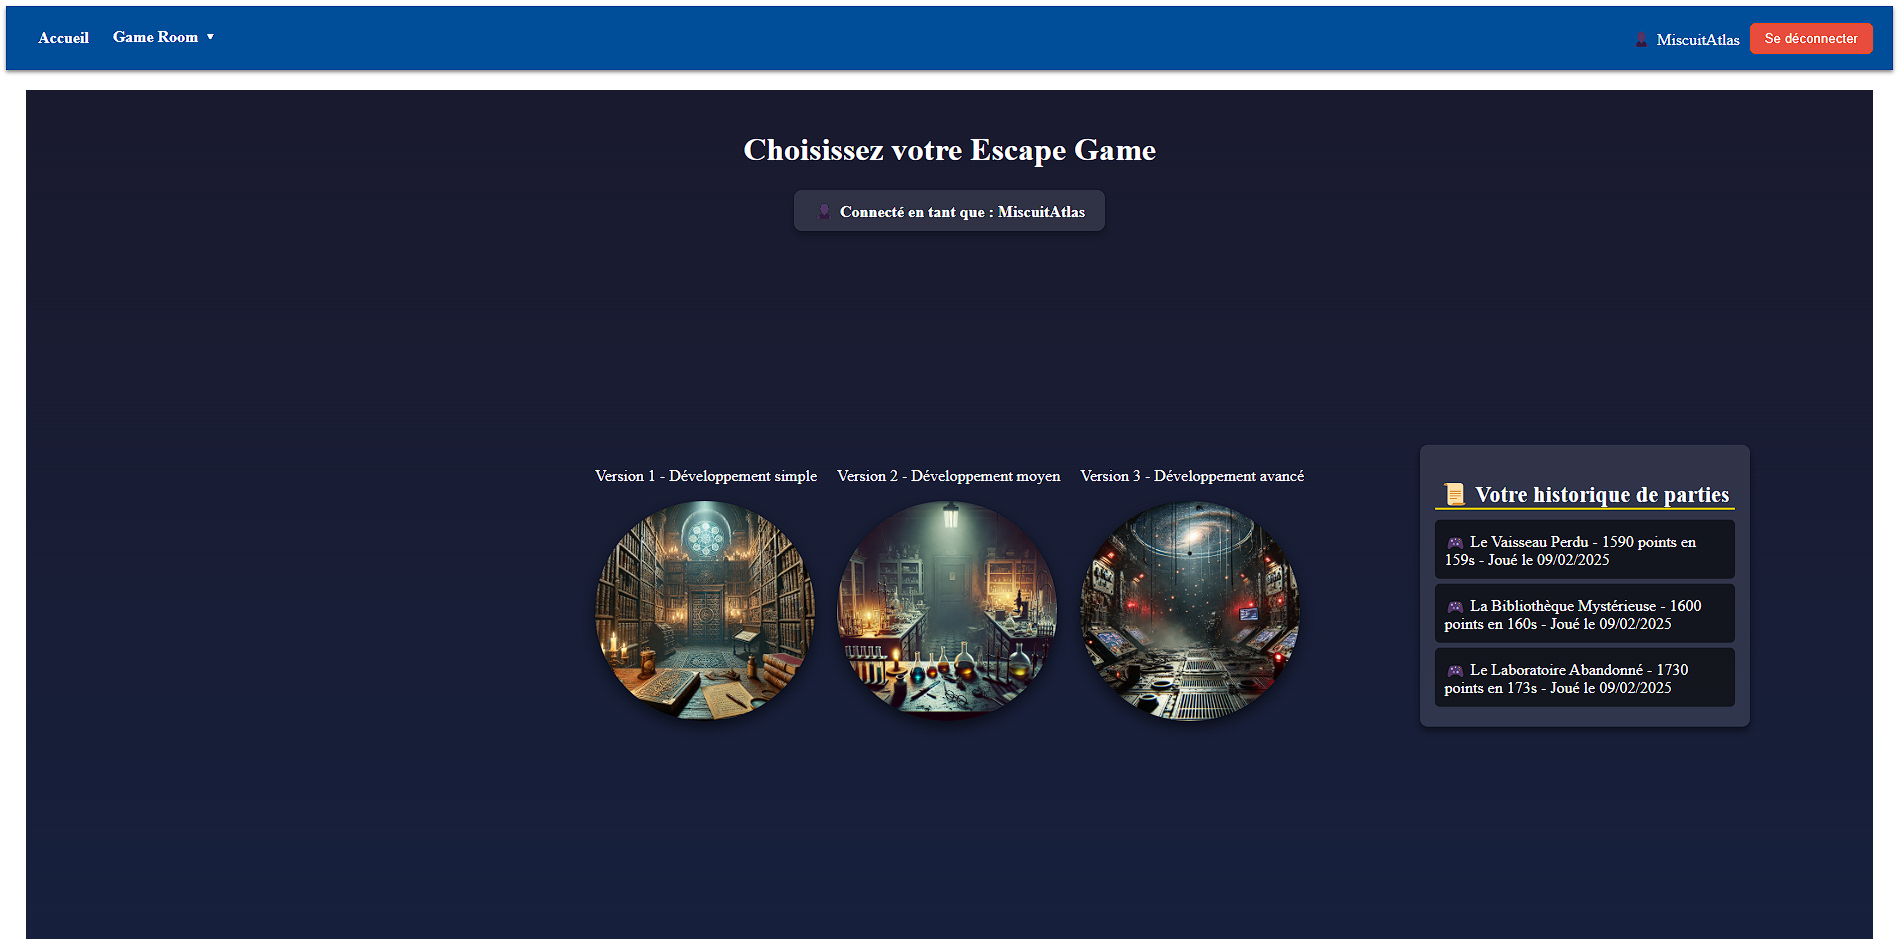 Accueil
Game Room ▼
MiscuitAtlas
Se déconnecter
Choisissez votre Escape Game
Connecté en tant que : MiscuitAtlas
Version 1 - Développement simple
Version 2 - Développement moyen
Version 3 - Développement avancé
Votre historique de parties
Le Vaisseau Perdu - 1590 points en
159s - Joué le 09/02/2025
La Bibliothèque Mystérieuse - 1600
points en 160s - Joué le 09/02/2025
Le Laboratoire Abandonné - 1730
points en 173s - Joué le 09/02/2025